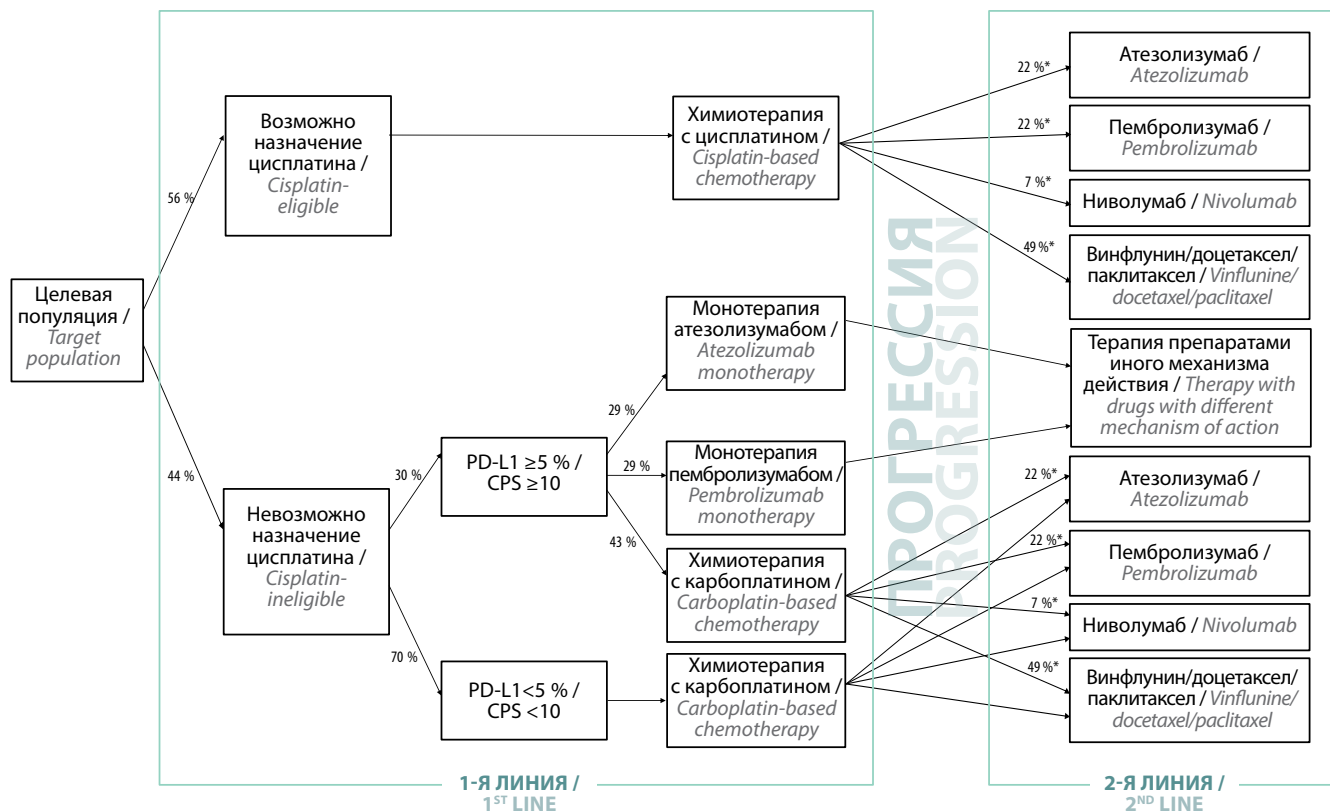 Целевая
популяция /
Target
population
56 %
44 %
Возможно
назначение
цисплатина /
Cisplatin-
eligible
Невозможно
назначение
цисплатина /
Cisplatin-
ineligible
30 %
70 %
PD-L1 ≥5 % /
CPS ≥10
PD-L1<5 % /
CPS <10
29 %
29 %
43 %
Химиотерапия
с цисплатином /
Cisplatin-based
chemotherapy
Монотерапия
атезолизумабом /
Atezolizumab
monotherapy
Монотерапия
пембролизумабом /
Pembrolizumab
monotherapy
Химиотерапия
с карбоплатином /
Carboplatin-based
chemotherapy
Химиотерапия
с карбоплатином /
Carboplatin-based
chemotherapy
1-Я ЛИНИЯ /
1ST LINE
ПРОГРЕССИЯ
PROGRESSION
22 %*
22 %*
7 %*
49 %*
22 %*
22 %*
7 %*
49 %*
Атезолизумаб /
Atezolizumab
Пембролизумаб /
Pembrolizumab
Ниволумаб / Nivolumab
Винфлунин/доцетаксел/
паклитаксел / Vinflunine/
docetaxel/paclitaxel
Терапия препаратами
иного механизма
действия / Therapy with
drugs with different
mechanism of action
Атезолизумаб /
Atezolizumab
Пембролизумаб /
Pembrolizumab
Ниволумаб / Nivolumab
Винфлунин/доцетаксел/
паклитаксел / Vinflunine/
docetaxel/paclitaxel
2-Я ЛИНИЯ /
2ND LINE